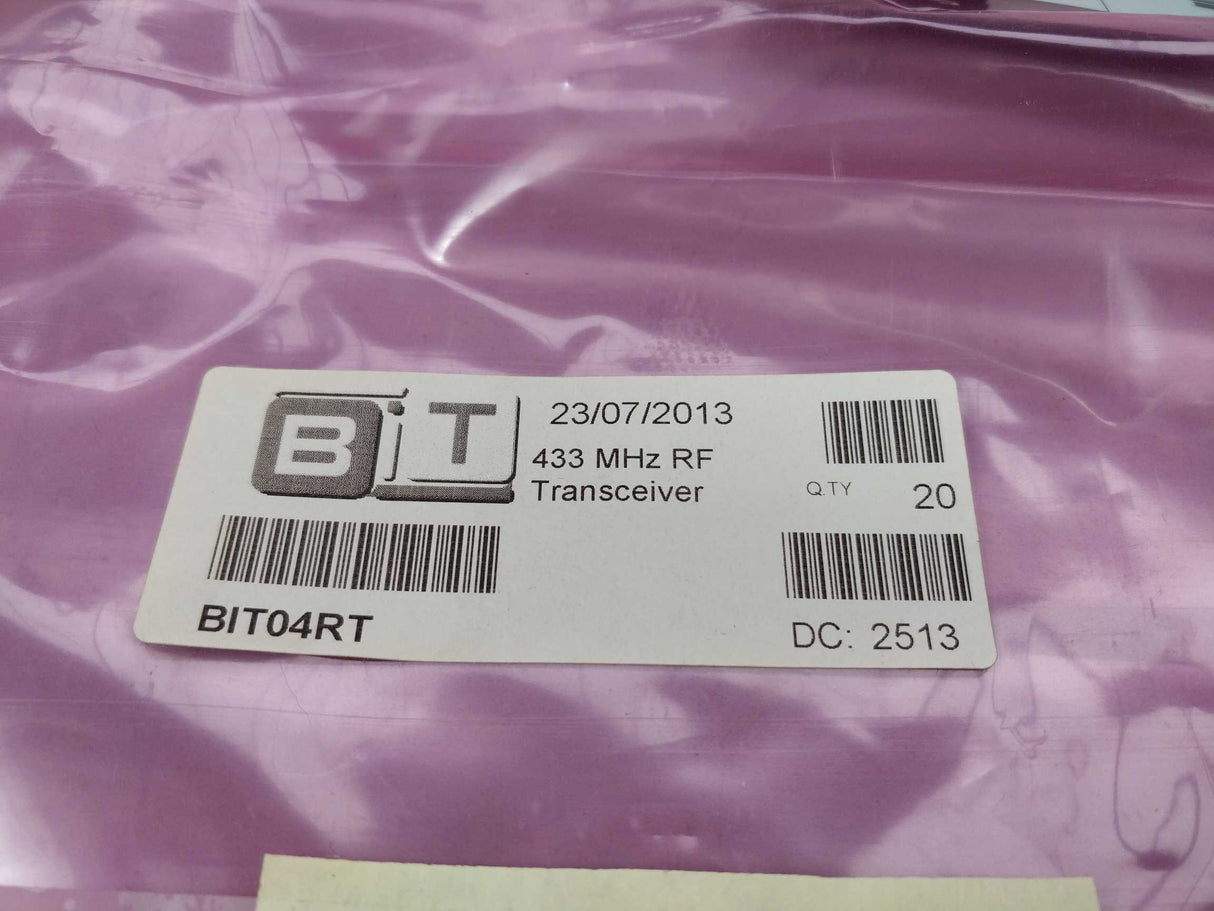 BiT
23/07/2013
433 MHz RF
Transceiver
Q.TY 20
BIT04RT
DC: 2513